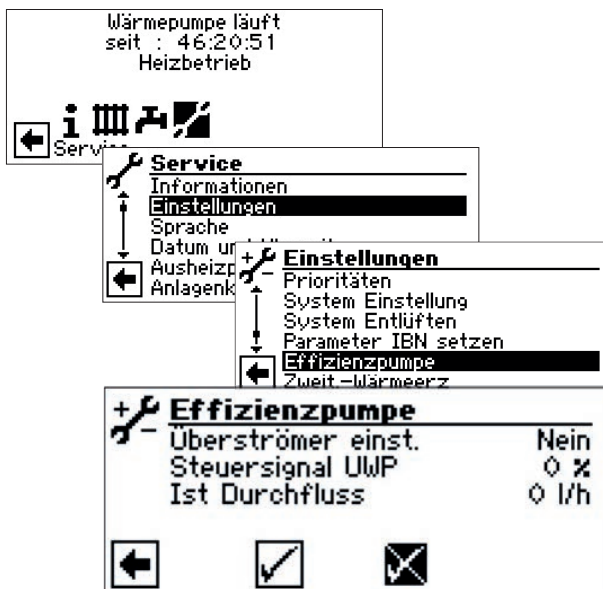 Wärmepumpe läuft
seit : 46:20:51
Heizbetrieb
Service
Informationen
Einstellungen
Sprache
Datum un
Ausheizp
Anlagenk
Einstellungen
Prioritäten
System Einstellung
System Entlüften
Parameter IBN setzen
Effizienzpumpe
Zweit.-Wärmeerz
Effizienzpumpe
Überströmer einst. Nein
Steuersignal UWP 0 %
Ist Durchfluss 0 l/h